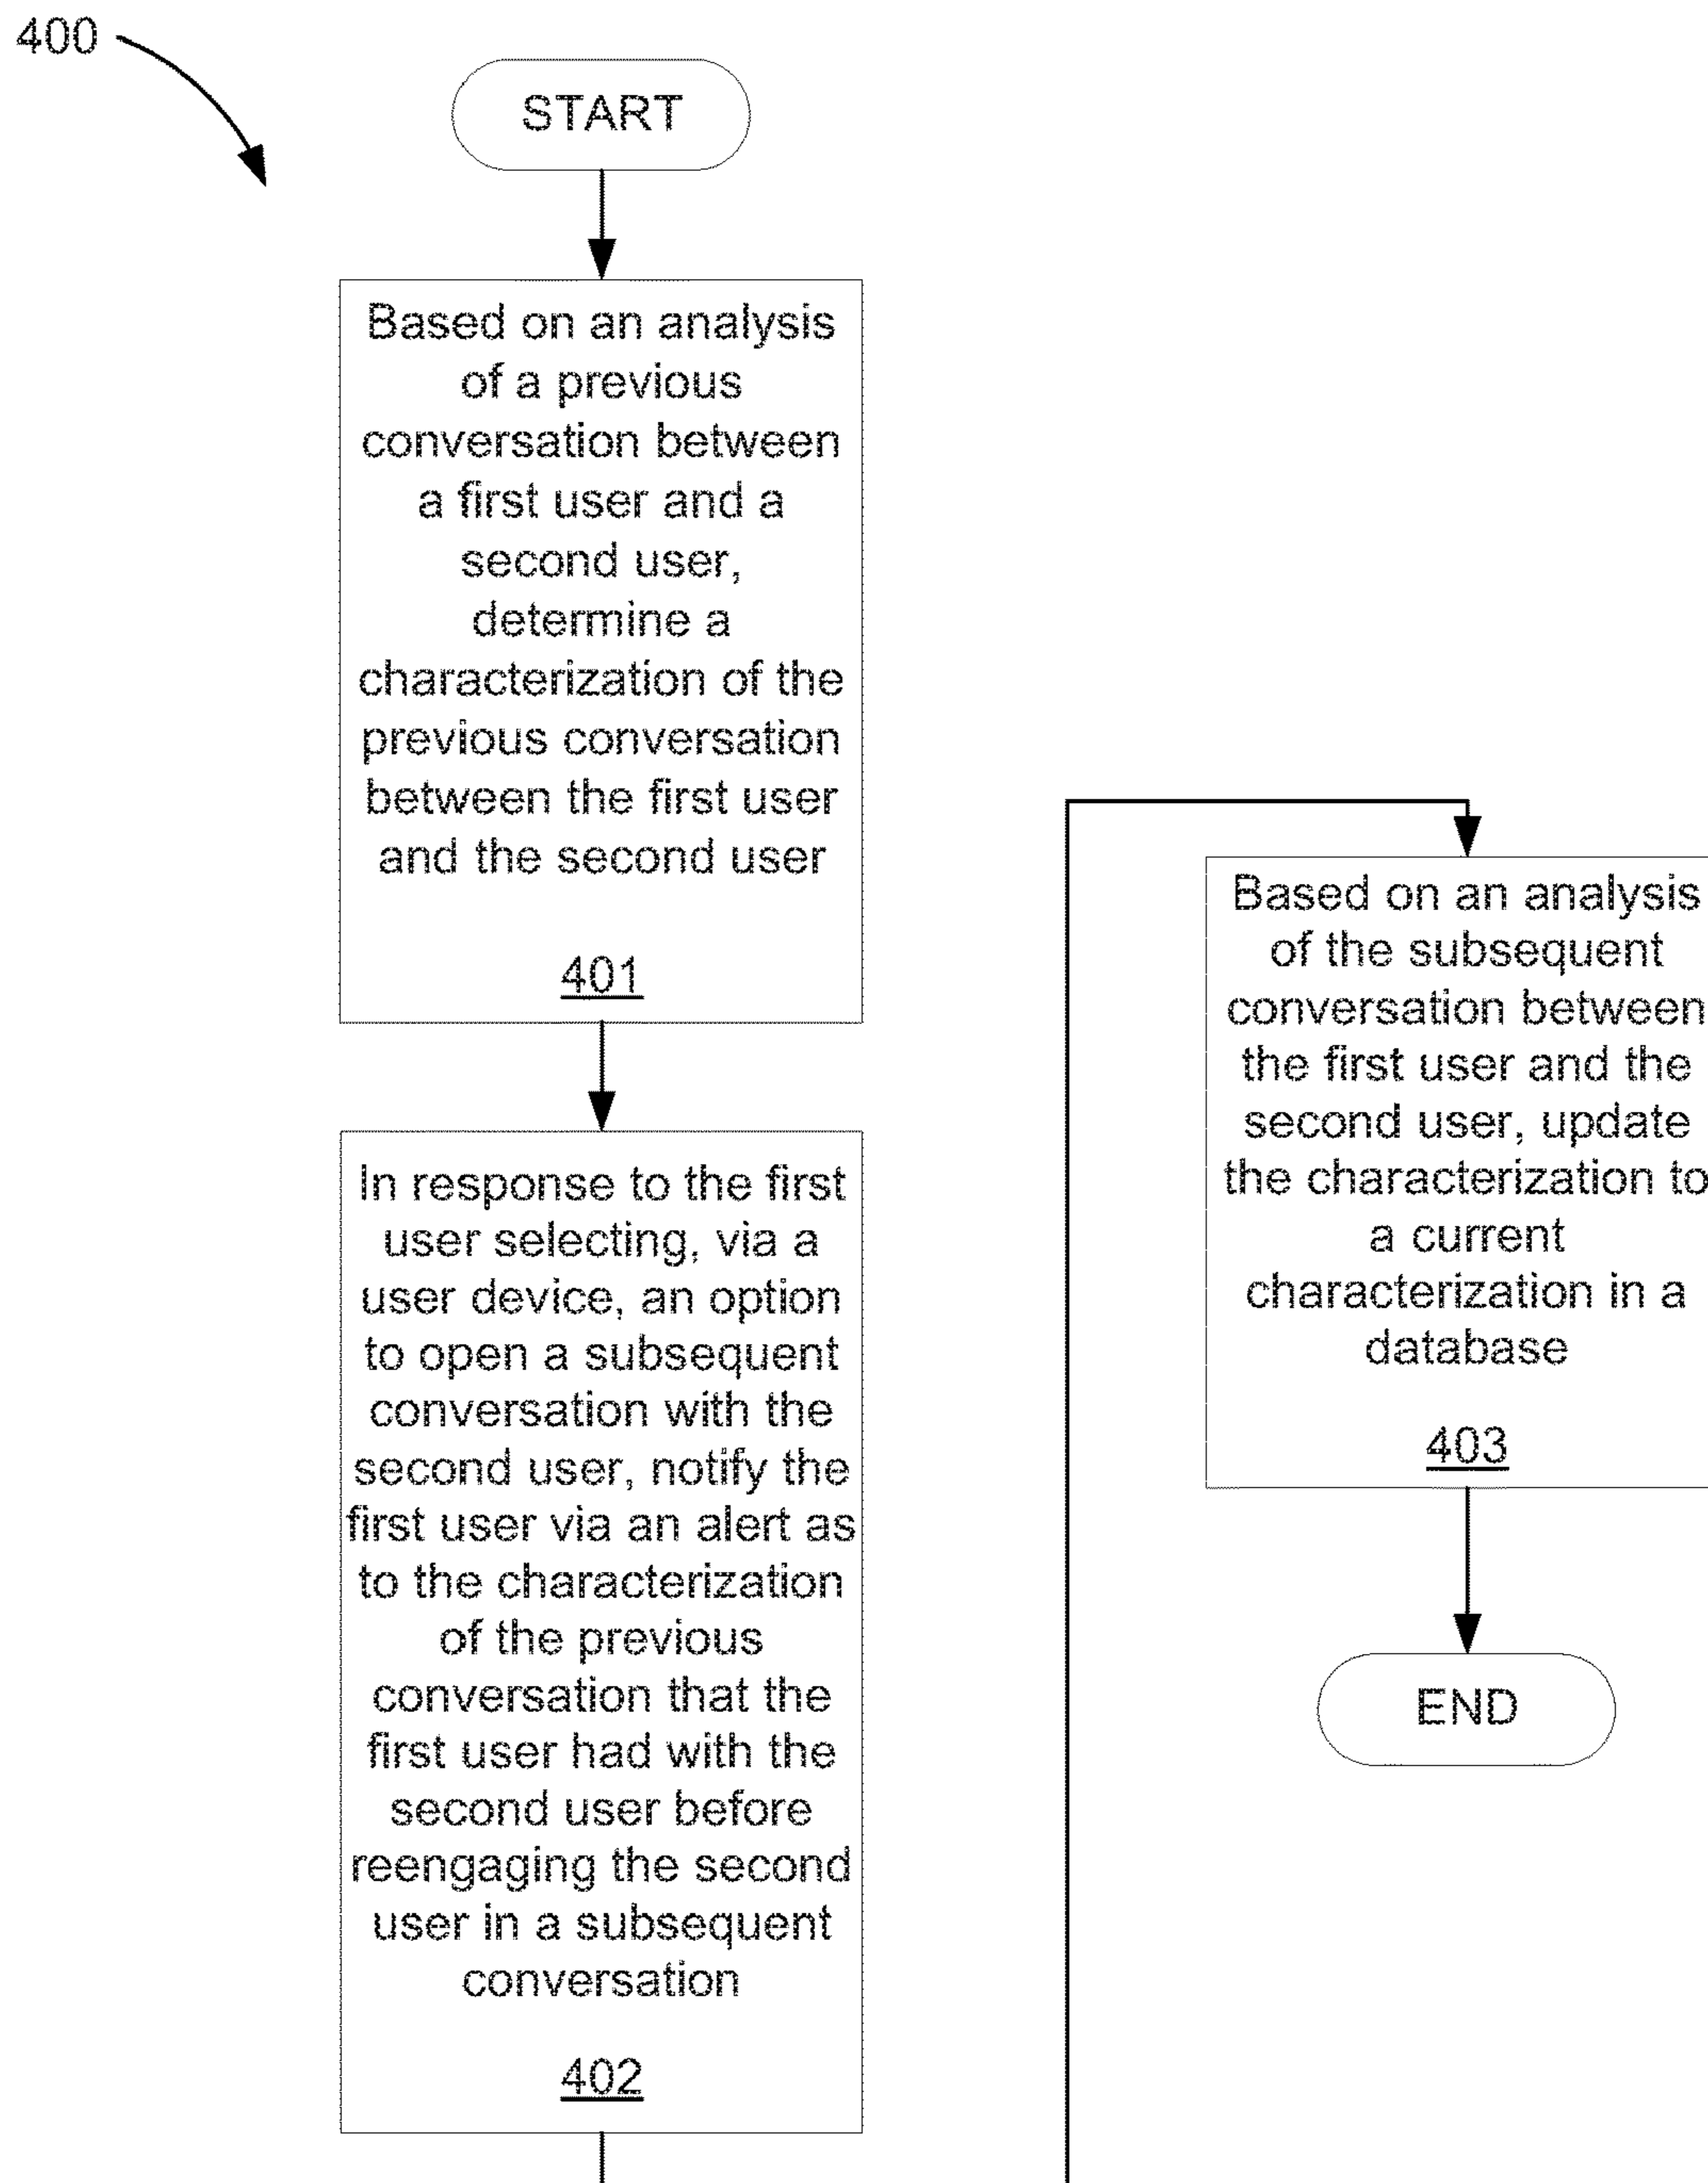 400
START
Based on an analysis
of a previous
conversation between
a first user and a
second user,
determine a
characterization of the
previous conversation
between the first user
and the second user
401
In response to the first
user selecting, via a
user device, an option
to open a subsequent
conversation with the
second user, notify the
first user via an alert as
to the characterization
of the previous
conversation that the
first user had with the
second user before
reengaging the second
user in a subsequent
conversation
402
Based on an analysis
of the subsequent
conversation between
the first user and the
second user, update
the characterization to
a current
characterization in a
database
403
END